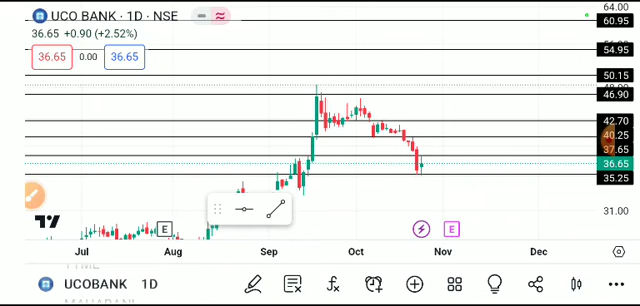 UCO BANK · 1D · NSE
36.65 +0.90 (+2.52%)
36.65 0.00 36.65
64.00
60.95
54.95
50.15
46.90
42.70
40.25
37.65
36.65
35.25
31.00
E
E
Jul Aug Sep Oct Nov Dec
UCOBANK 1D